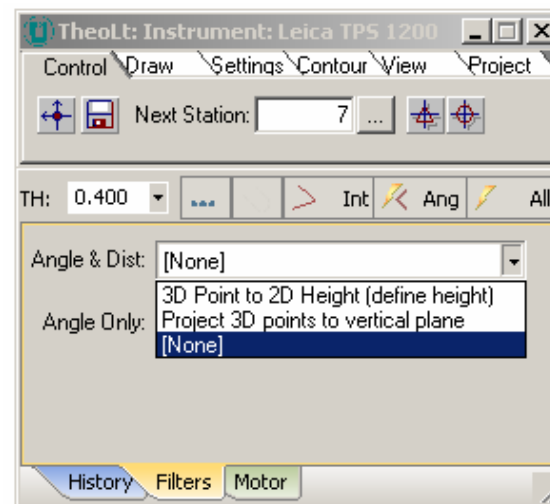 TheoLt: Instrument: Leica TPS 1200
Control Draw Settings Contour View Project
Next Station: 7 ...
TH: 0.400 Int Ang All
Angle & Dist: [None]
3D Point to 2D Height (define height)
Angle Only: Project 3D points to vertical plane
[None]
History Filters Motor